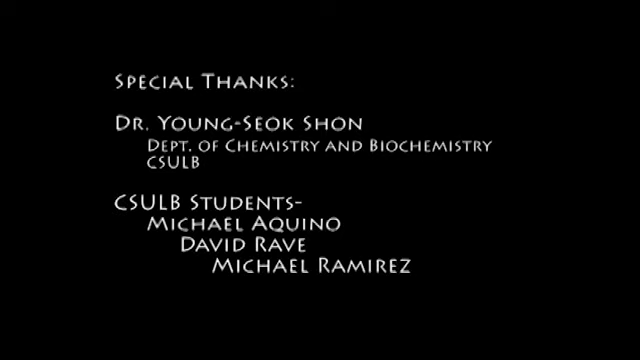 Special Thanks:
Dr. Young-Seok Shon
Dept. of Chemistry and Biochemistry
CSULB
CSULB Students-
Michael Aquino
David Rave
Michael Ramirez